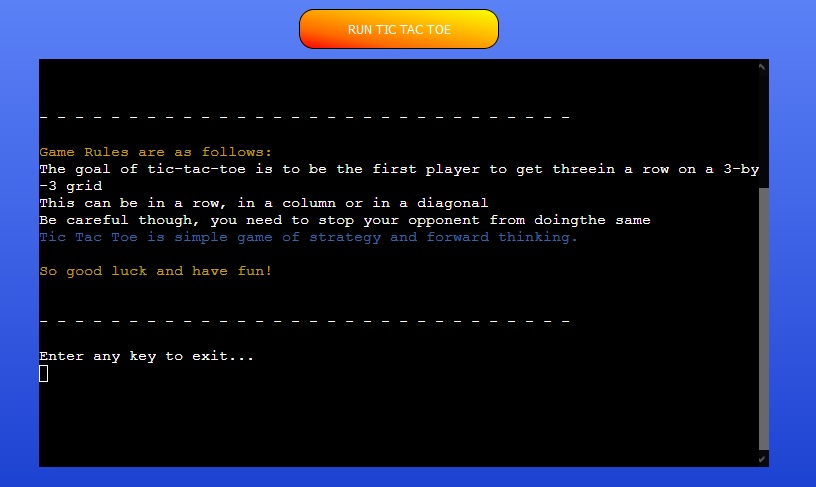 RUN TIC TAC TOE
_ _ _ _ _ _ _ _ _ _ _ _ _ _ _ _ _ _ _ _ _ _ _ _ _ _ _ _ _ _
Game Rules are as follows:
The goal of tic-tac-toe is to be the first player to get threein a row on a 3-by
-3 grid
This can be in a row, in a column or in a diagonal
Be careful though, you need to stop your opponent from doingthe same
Tic Tac Toe is simple game of strategy and forward thinking.
So good luck and have fun!
_ _ _ _ _ _ _ _ _ _ _ _ _ _ _ _ _ _ _ _ _ _ _ _ _ _ _ _ _ _
Enter any key to exit...